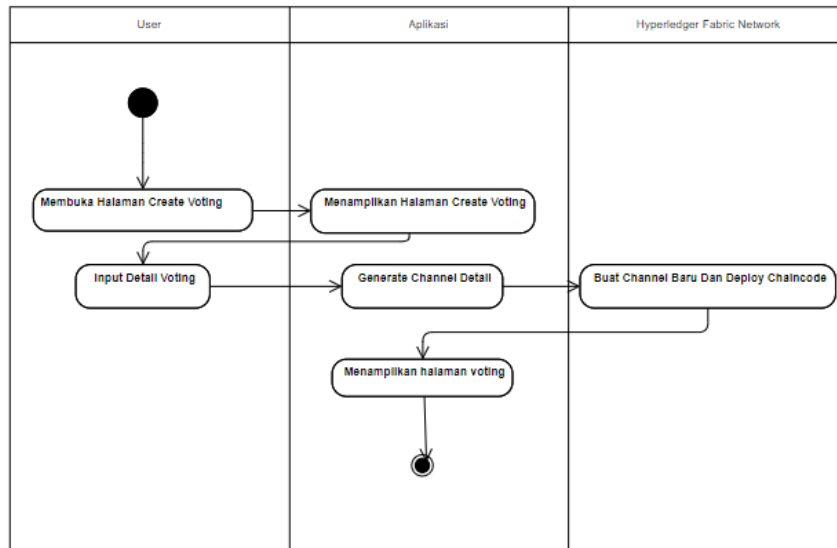 User
Aplikasi
Hyperledger Fabric Network
Membuka Halaman Create Voting
Menampilkan Halaman Create Voting
Input Detail Voting
Generate Channel Detail
Buat Channel Baru Dan Deploy Chaincode
Menampilkan halaman voting